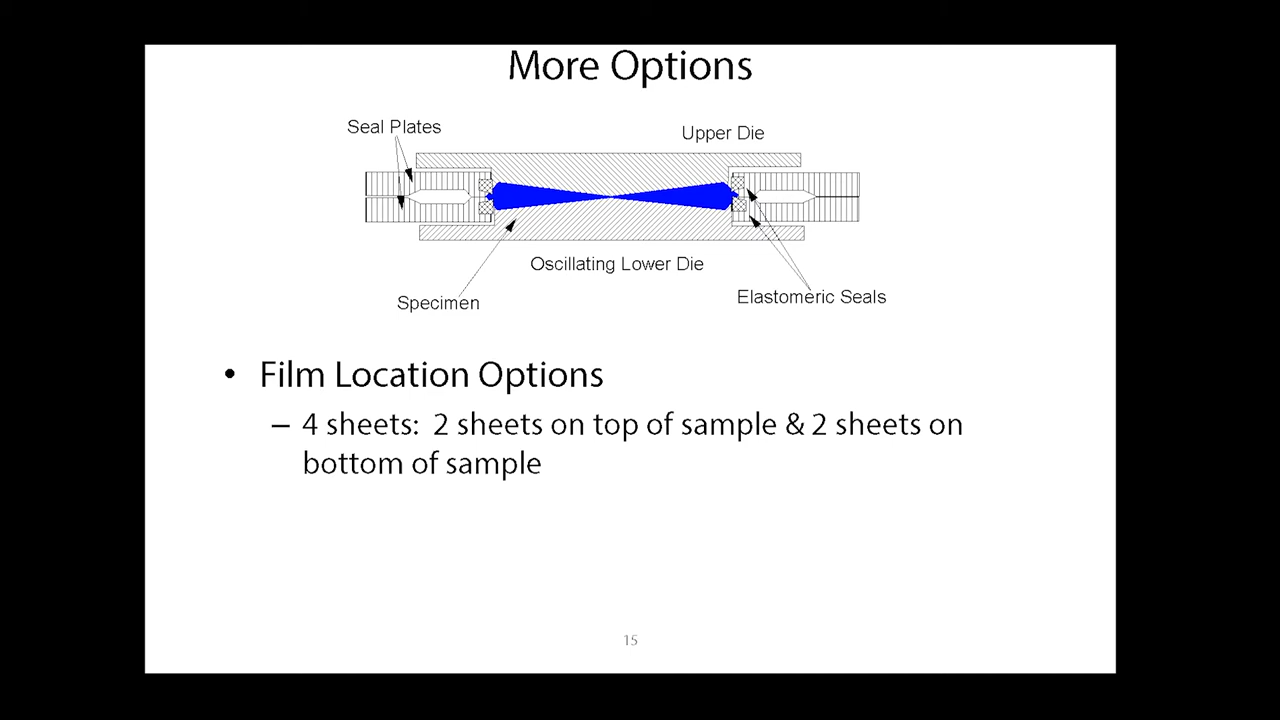 More Options
Seal Plates
Upper Die
Oscillating Lower Die
Specimen
Elastomeric Seals
• Film Location Options
– 4 sheets: 2 sheets on top of sample & 2 sheets on
bottom of sample
15